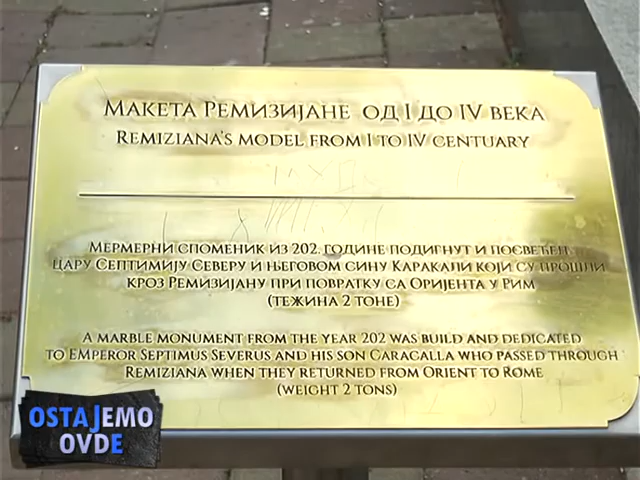 Макета Ремизијане од I до IV века
Remiziana's model from I to IV centuary
Мермерни споменик из 202. године подигнут и посвећен
цару Септимију Северу и његовом сину Каракали који су прошли
кроз Ремизијану при повратку са Оријента у Рим
(тежина 2 тоне)
A marble monument from the year 202 was build and dedicated
to emperor Septimus Severus and his son Caracalla who passed through
Remiziana when they returned from Orient to Rome
(weight 2 tons)
OSTAJEMO
OVDE